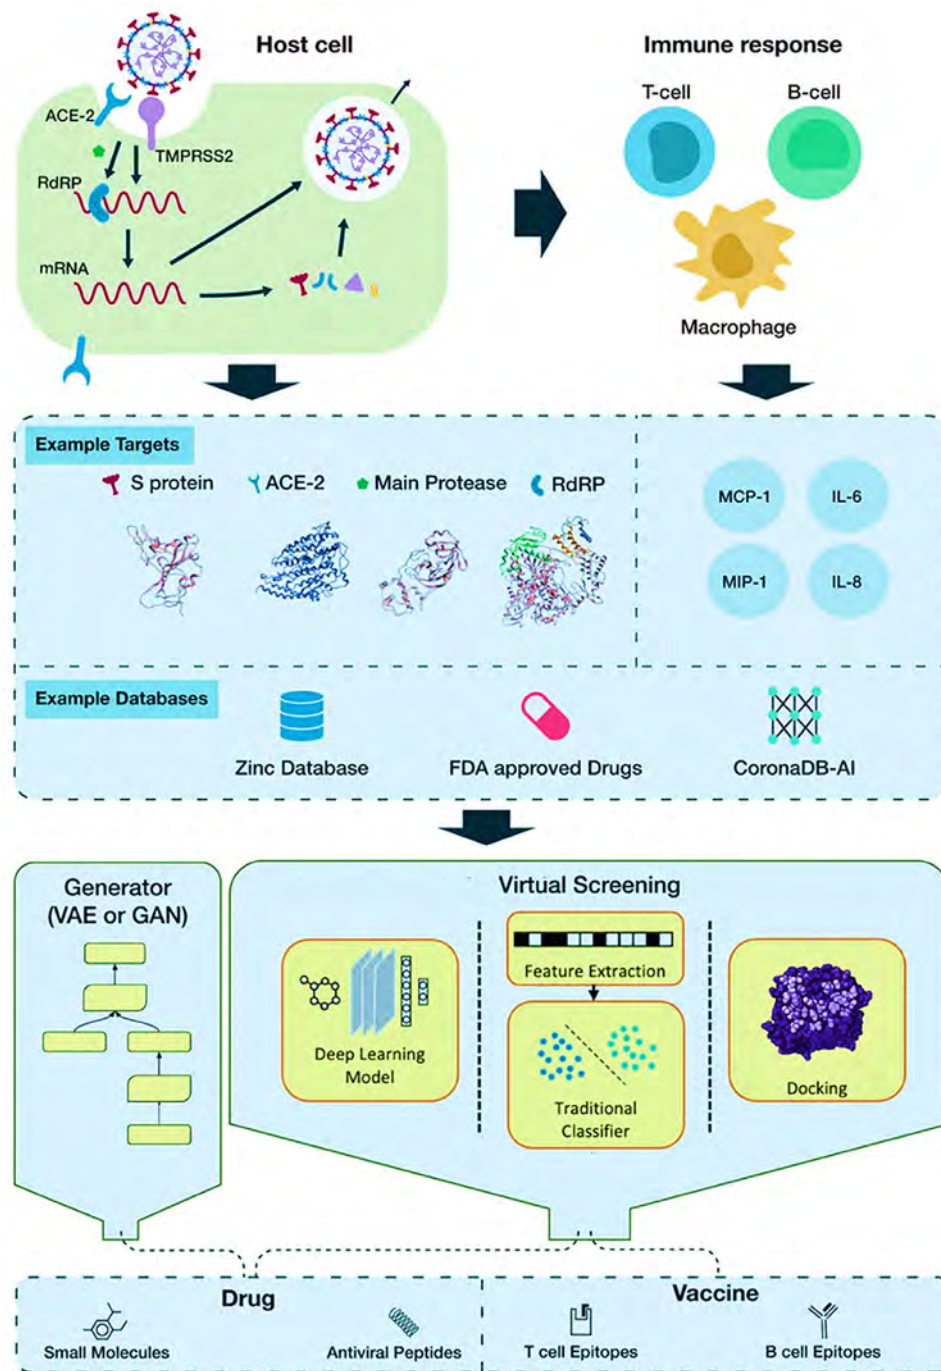 Host cell
Immune response
ACE-2
TMPRSS2
RdRP
mRNA
T-cell
B-cell
Macrophage
Example Targets
S protein
ACE-2
Main Protease
RdRP
MCP-1
IL-6
MIP-1
IL-8
Example Databases
Zinc Database
FDA approved Drugs
CoronaDB-AI
Generator
(VAE or GAN)
Virtual Screening
Deep Learning
Model
Feature Extraction
Traditional
Classifier
Docking
Drug
Vaccine
Small Molecules
Antiviral Peptides
T cell Epitopes
B cell Epitopes